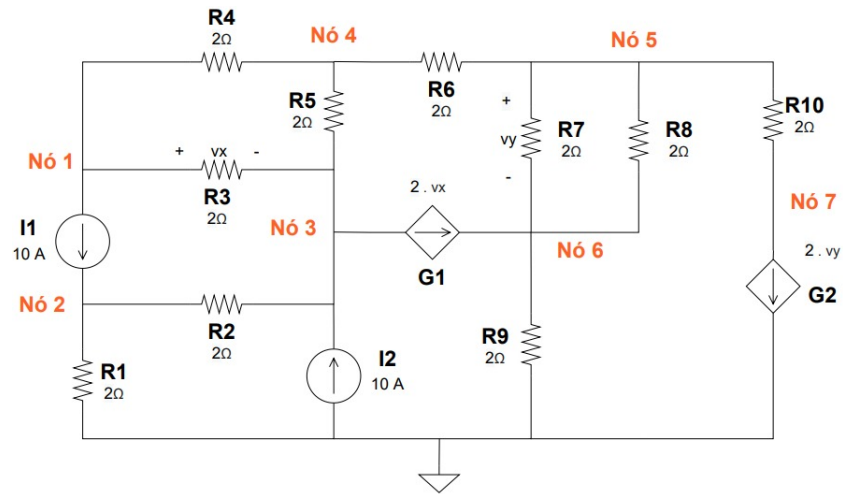 R4
2Ω
Nó 4
Nó 5
R5
2Ω
R6
2Ω
+
vy
-
R7
2Ω
R8
2Ω
R10
2Ω
Nó 1
+ vx -
R3
2Ω
2 . vx
Nó 7
I1
10 A
Nó 3
G1
Nó 6
2 . vy
G2
Nó 2
R2
2Ω
R9
2Ω
I2
10 A
R1
2Ω